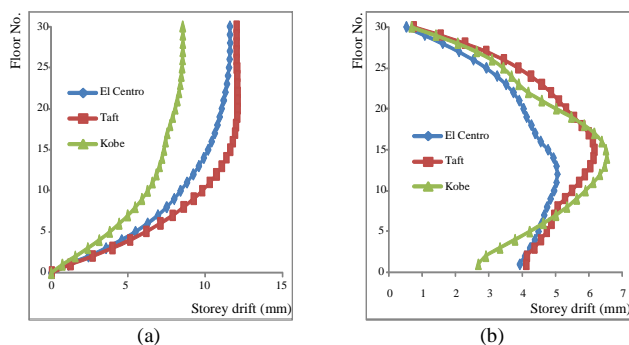 (a)
Floor No.
30
25
20
15
10
5
0
El Centro
Taft
Kobe
0 5 10 15
Storey drift (mm)
(b)
Floor No.
30
25
20
15
10
5
0
El Centro
Taft
Kobe
0 1 2 3 4 5 6 7
Storey drift (mm)
(a)
(b)